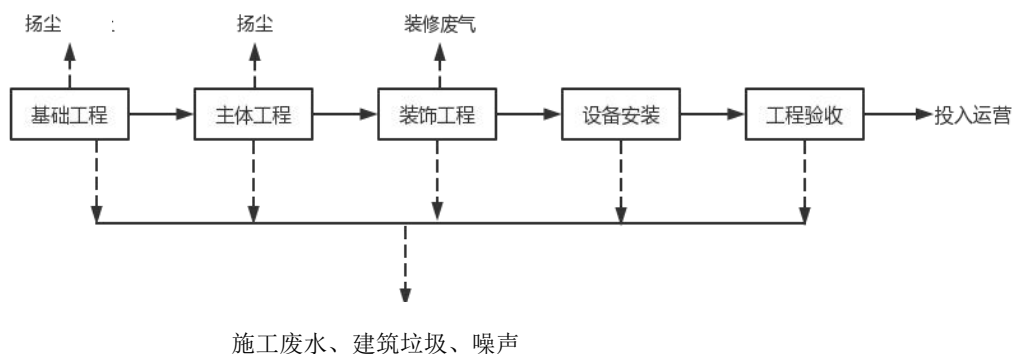 扬尘 扬尘 装修废气
基础工程 主体工程 装饰工程 设备安装 工程验收 投入运营
施工废水、建筑垃圾、噪声